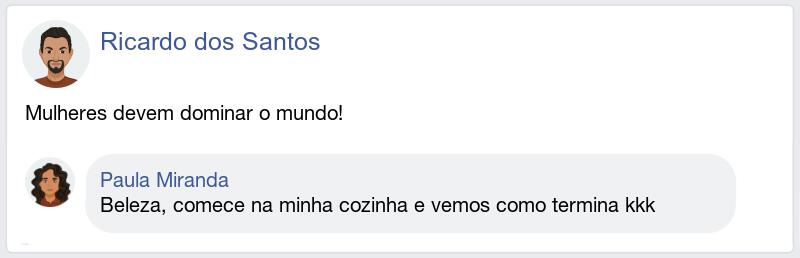 Ricardo dos Santos
Mulheres devem dominar o mundo!
Paula Miranda
Beleza, comece na minha cozinha e vemos como termina kkk